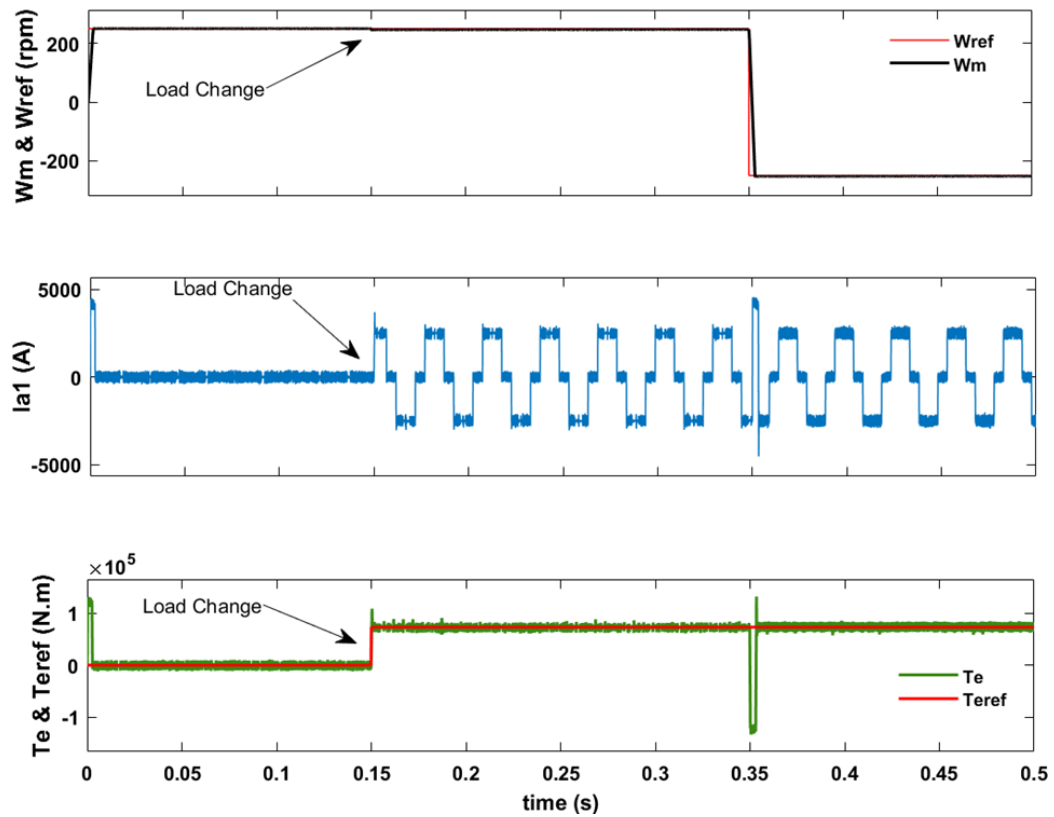 Wm & Wref (rpm)
200
0
-200
Load Change
Wref
Wm
Ia1 (A)
5000
0
-5000
Load Change
Te & Teref (N.m)
×10^5
1
0
-1
Load Change
Te
Teref
0
0.05
0.1
0.15
0.2
0.25
0.3
0.35
0.4
0.45
0.5
time (s)